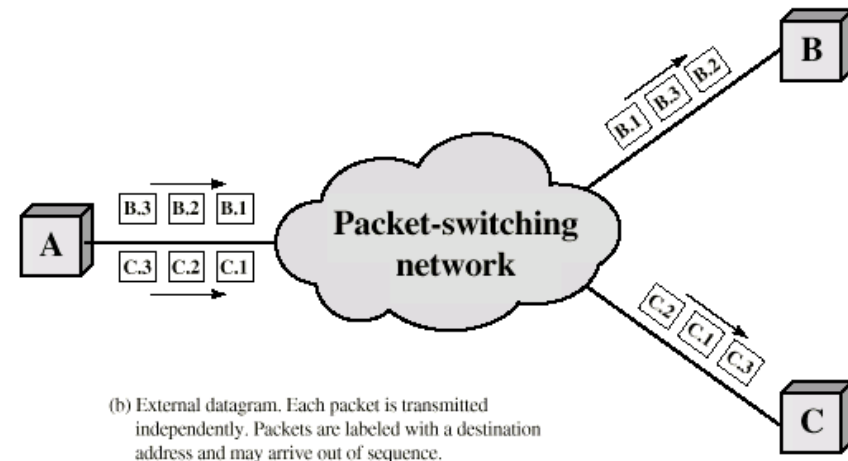 B
B.1 B.3 B.2
B.3 B.2 B.1
A
Packet-switching
network
C.3 C.2 C.1
C.2 C.1 C.3
C
(b) External datagram. Each packet is transmitted
independently. Packets are labeled with a destination
address and may arrive out of sequence.